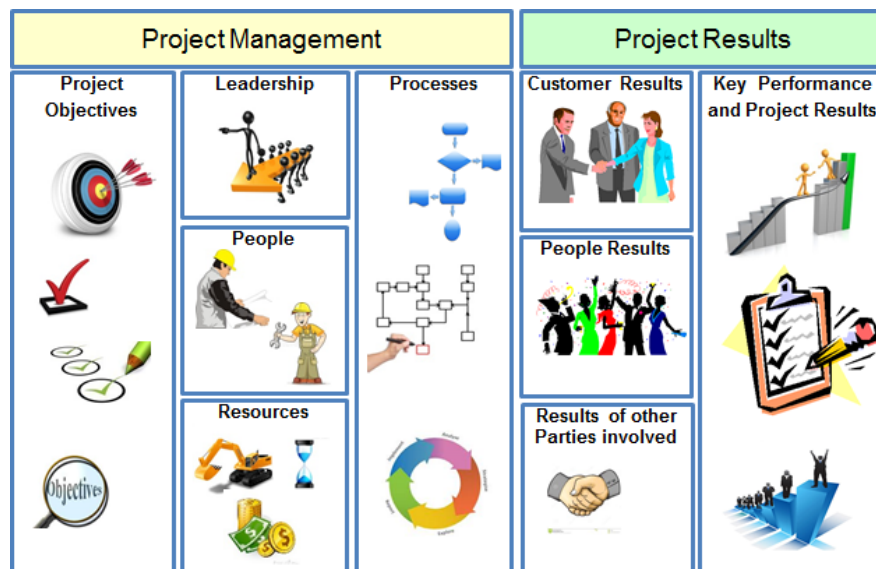 Project Management
Project Results
Project
Objectives
Leadership
Processes
Customer Results
Key Performance
and Project Results
People
People Results
Resources
Results of other
Parties involved
Objectives